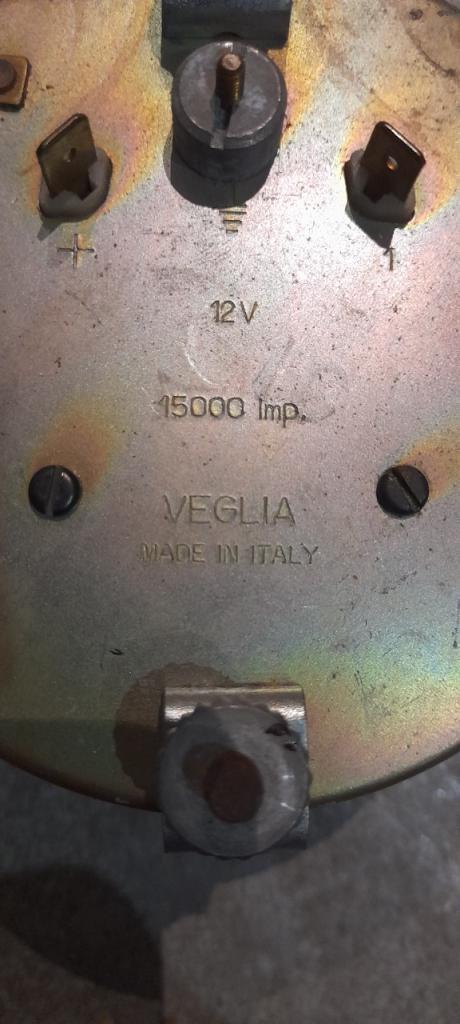 + 1
12V
15000 Imp.
VEGLIA
MADE IN ITALY